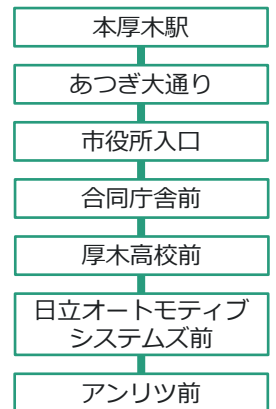 本厚木駅
あつぎ大通り
市役所入口
合同庁舎前
厚木高校前
日立オートモティブ
システムズ前
アンリツ前